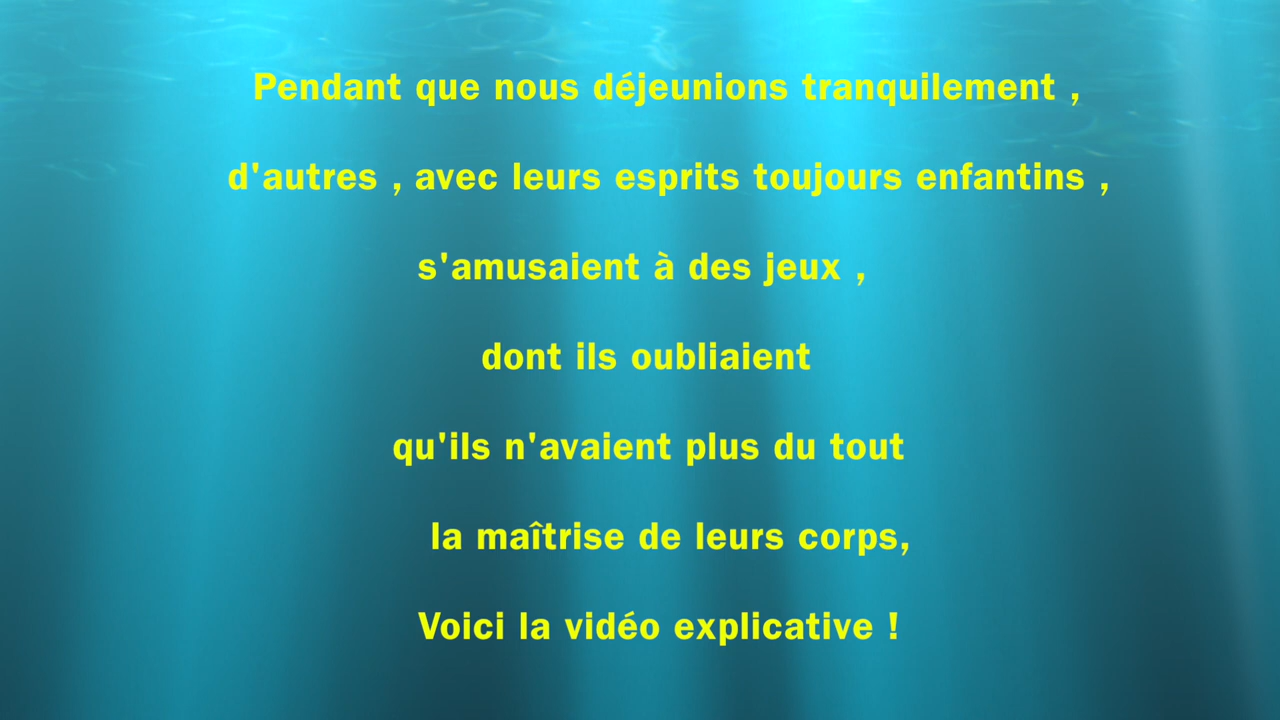 Pendant que nous déjeunions tranquilement ,
d'autres , avec leurs esprits toujours enfantins ,
s'amusaient à des jeux ,
dont ils oubliaient
qu'ils n'avaient plus du tout
la maîtrise de leurs corps,
Voici la vidéo explicative !